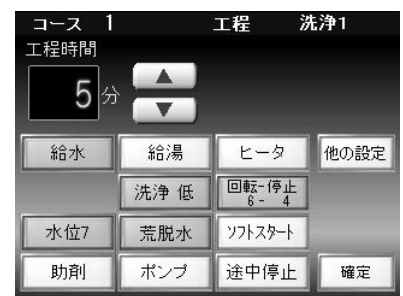 コース 1 工程 洗浄1
工程時間
5 分
給水 給湯 ヒータ 他の設定
洗浄 低 回転-停止
6- 4
水位7 荒脱水 ソフトスタート
助剤 ポンプ 途中停止 確定